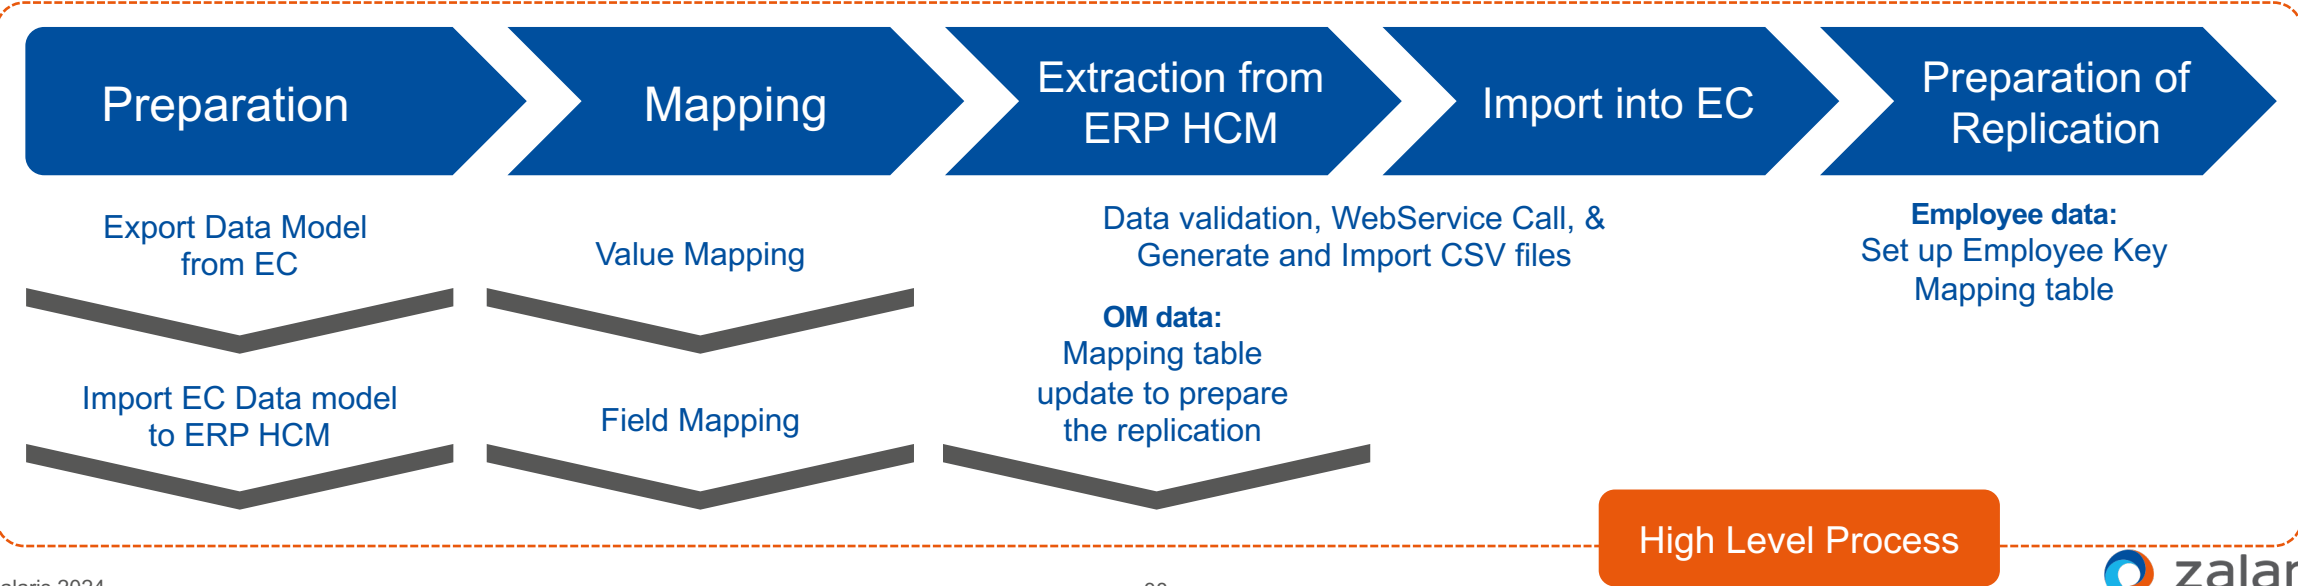 Preparation
Mapping
Extraction from
ERP HCM
Import into EC
Preparation of
Replication
Export Data Model
from EC
Import EC Data model
to ERP HCM
Value Mapping
Field Mapping
Data validation, WebService Call, &
Generate and Import CSV files
OM data:
Mapping table
update to prepare
the replication
Employee data:
Set up Employee Key
Mapping table
High Level Process
2024
zalar